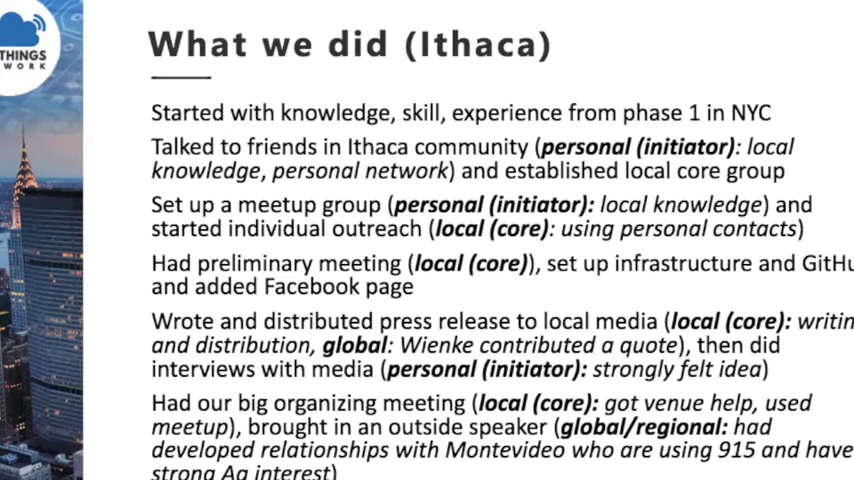 THINGS
WORK
What we did (Ithaca)
Started with knowledge, skill, experience from phase 1 in NYC
Talked to friends in Ithaca community (personal (initiator): local
knowledge, personal network) and established local core group
Set up a meetup group (personal (initiator): local knowledge) and
started individual outreach (local (core): using personal contacts)
Had preliminary meeting (local (core)), set up infrastructure and
and added Facebook page
Wrote and distributed press release to local media (local (core):
and distribution, global: Wienke contributed a quote), then did
interviews with media (personal (initiator): strongly felt idea)
Had our big organizing meeting (local (core): got venue help, used
meetup), brought in an outside speaker (global/regional: had
developed relationships with Montevideo who are using 915 and have
strong Ag interest)